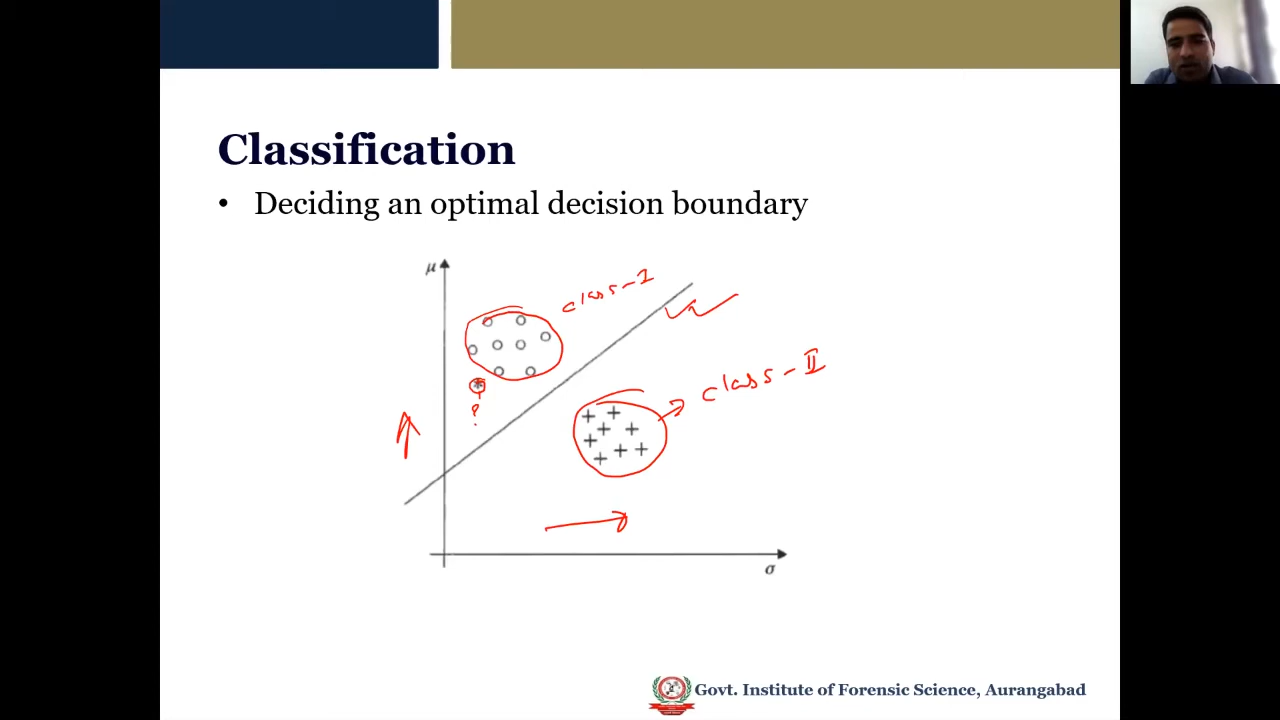 Classification
• Deciding an optimal decision boundary
μ
class-I
class-II
?
σ
Govt. Institute of Forensic Science, Aurangabad